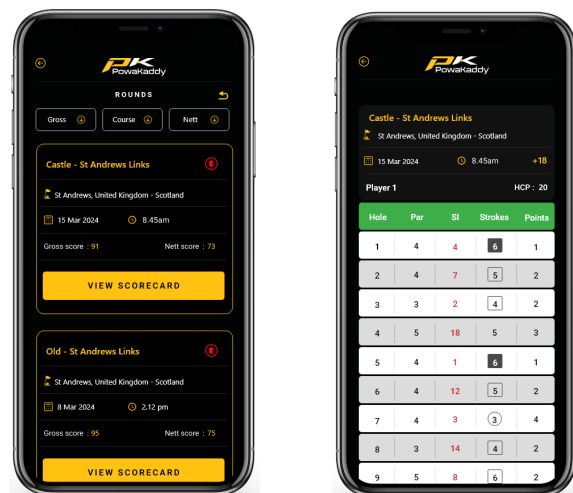 PK
PowaKaddy
ROUNDS
Gross Course Nett
Castle - St Andrews Links
St Andrews, United Kingdom - Scotland
15 Mar 2024 8.45am
Gross score : 91 Nett score : 73
VIEW SCORECARD
Old - St Andrews Links
St Andrews, United Kingdom - Scotland
8 Mar 2024 2.12 pm
Gross score : 95 Nett score : 75
VIEW SCORECARD
PK
PowaKaddy
Castle - St Andrews Links
St Andrews, United Kingdom - Scotland
15 Mar 2024 8.45am +18
Player 1 HCP : 20
Hole Par SI Strokes Points
1 4 4 6 1
2 4 7 5 2
3 3 2 4 2
4 5 18 5 3
5 4 1 6 1
6 4 12 5 2
7 4 3 3 4
8 3 14 4 2
9 5 8 6 2